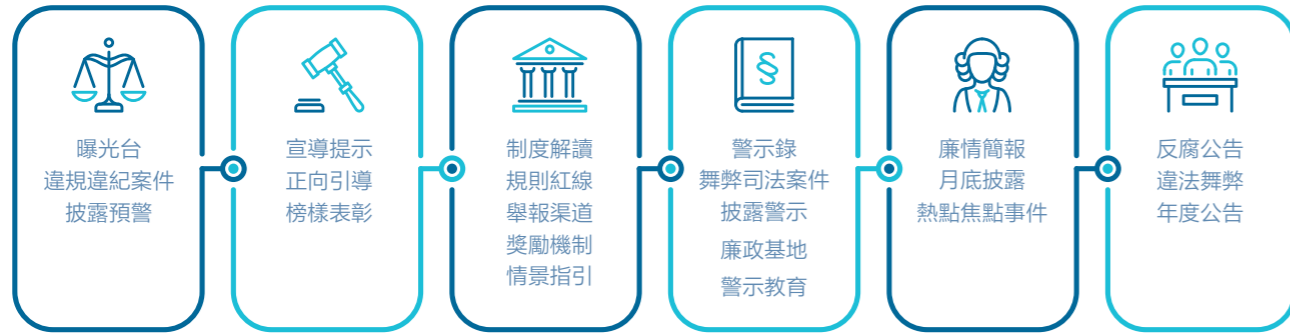 曝光台
違規違紀案件
披露預警
宣導提示
正向引導
榜樣表彰
制度解讀
規則紅線
舉報渠道
獎勵機制
情景指引
警示錄
舞弊司法案件
披露警示
廉政基地
警示教育
廉情簡報
月底披露
熱點焦點事件
反腐公告
違法舞弊
年度公告
§